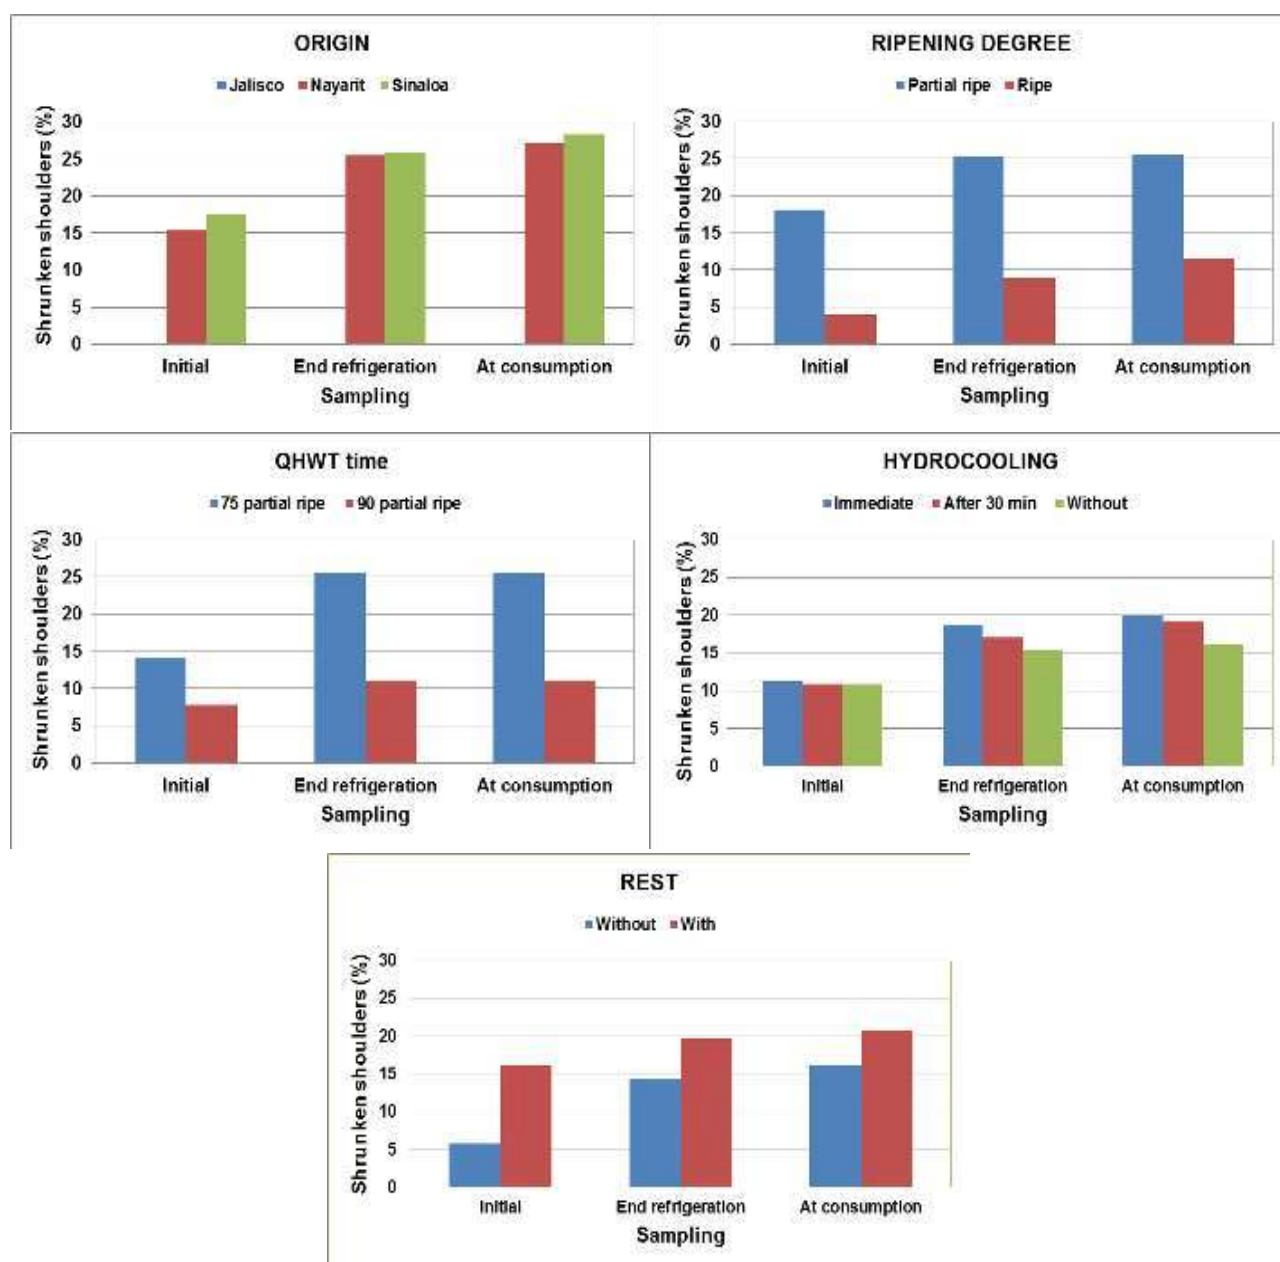 ORIGIN
Jalisco Nayarit Sinaloa
Shrunken shoulders (%)
30
25
20
15
10
5
0
Initial End refrigeration At consumption
Sampling
RIPENING DEGREE
Partial ripe Ripe
Shrunken shoulders (%)
30
25
20
15
10
5
0
Initial End refrigeration At consumption
Sampling
QHWT time
75 partial ripe 90 partial ripe
Shrunken shoulders (%)
30
25
20
15
10
5
0
Initial End refrigeration At consumption
Sampling
HYDROCOOLING
Immediate After 30 min Without
Shrunken shoulders (%)
30
25
20
15
10
5
0
Initial End refrigeration At consumption
Sampling
REST
Without With
Shrunken shoulders (%)
30
25
20
15
10
5
0
Initial End refrigeration At consumption
Sampling